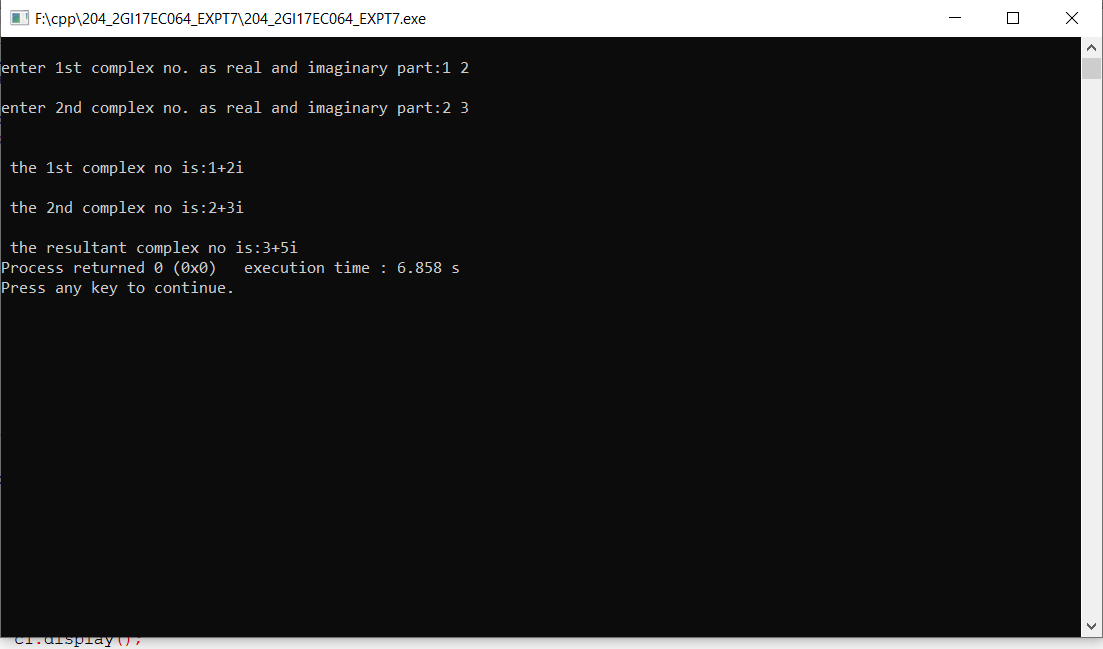 F:\cpp\204_2GI17EC064_EXPT7\204_2GI17EC064_EXPT7.exe
enter 1st complex no. as real and imaginary part:1 2
enter 2nd complex no. as real and imaginary part:2 3
the 1st complex no is:1+2i
the 2nd complex no is:2+3i
the resultant complex no is:3+5i
Process returned 0 (0x0)   execution time : 6.858 s
Press any key to continue.
c1.display();